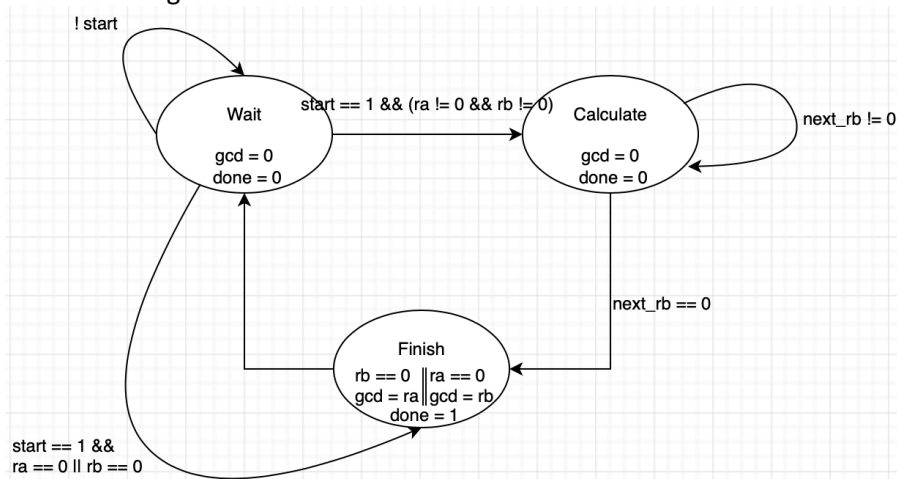 ! start
Wait
start == 1 && (ra != 0 && rb != 0)
gcd = 0
done = 0
Calculate
gcd = 0
done = 0
next_rb != 0
next_rb == 0
Finish
rb == 0 || ra == 0
gcd = ra || gcd = rb
done = 1
start == 1 &&
ra == 0 || rb == 0